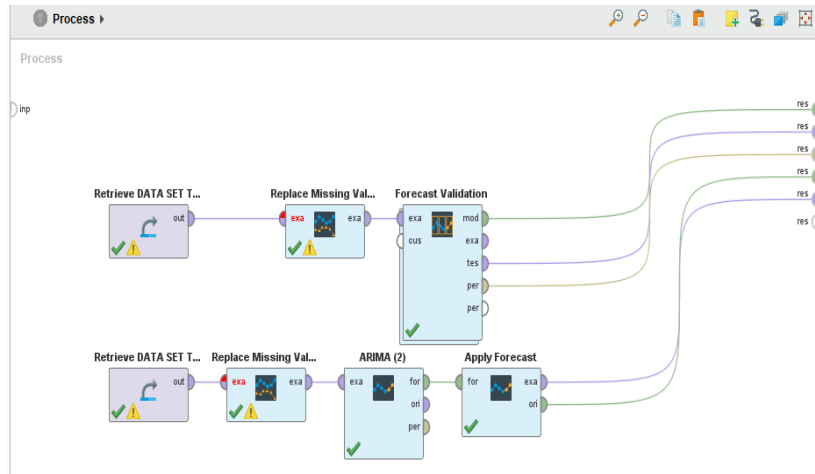 Process
Process
inp
res
res
res
res
res
res
Retrieve DATA SET T...
Replace Missing Val...
Forecast Validation
out
exa
exa
exa
mod
cus
exa
tes
per
per
Retrieve DATA SET T...
Replace Missing Val...
ARIMA (2)
Apply Forecast
out
exa
exa
exa
for
for
exa
ori
ori
per